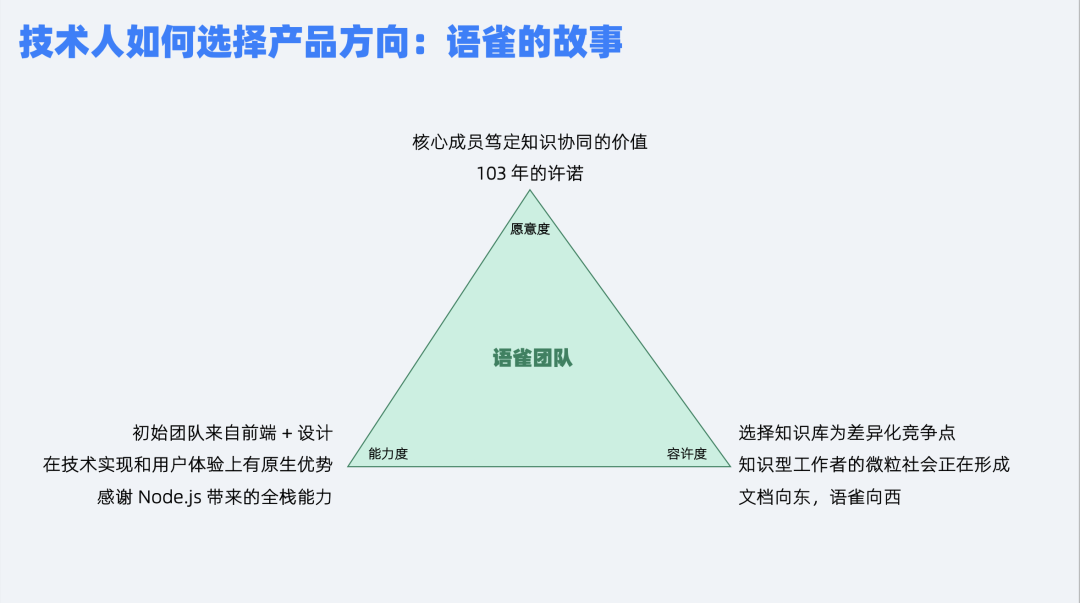 技术人如何选择产品方向：语雀的故事
核心成员笃定知识协同的价值
103 年的许诺
愿意度
语雀团队
初始团队来自前端 + 设计
在技术实现和用户体验上有原生优势
感谢 Node.js 带来的全栈能力
能力度
容许度
选择知识库为差异化竞争点
知识型工作者的微粒社会正在形成
文档向东，语雀向西